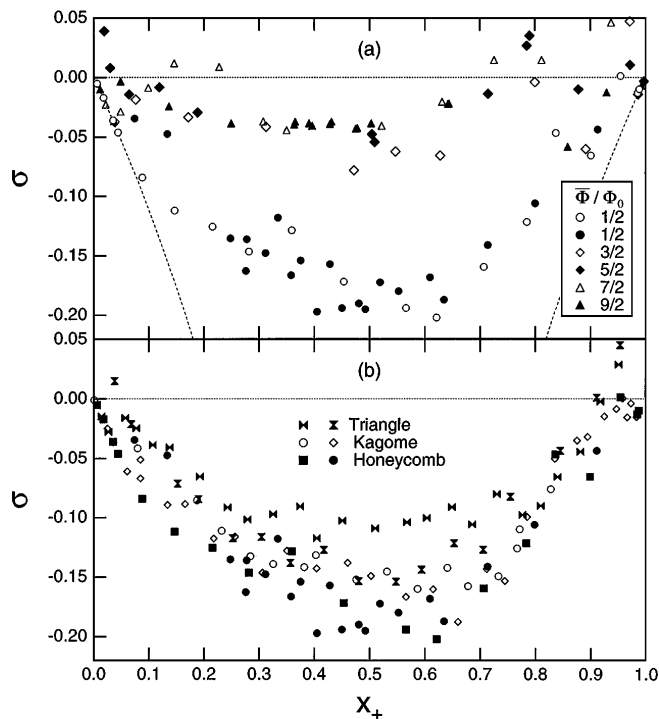 0.05
(a)
0.00
-0.05
σ
-0.10
-0.15
-0.20
Φ̅ / Φ₀
○ 1/2
● 1/2
◇ 3/2
◆ 5/2
△ 7/2
▲ 9/2
0.05
(b)
0.00
Triangle
Kagome
Honeycomb
-0.05
σ
-0.10
-0.15
-0.20
0.0 0.1 0.2 0.3 0.4 0.5 0.6 0.7 0.8 0.9 1.0
X₊